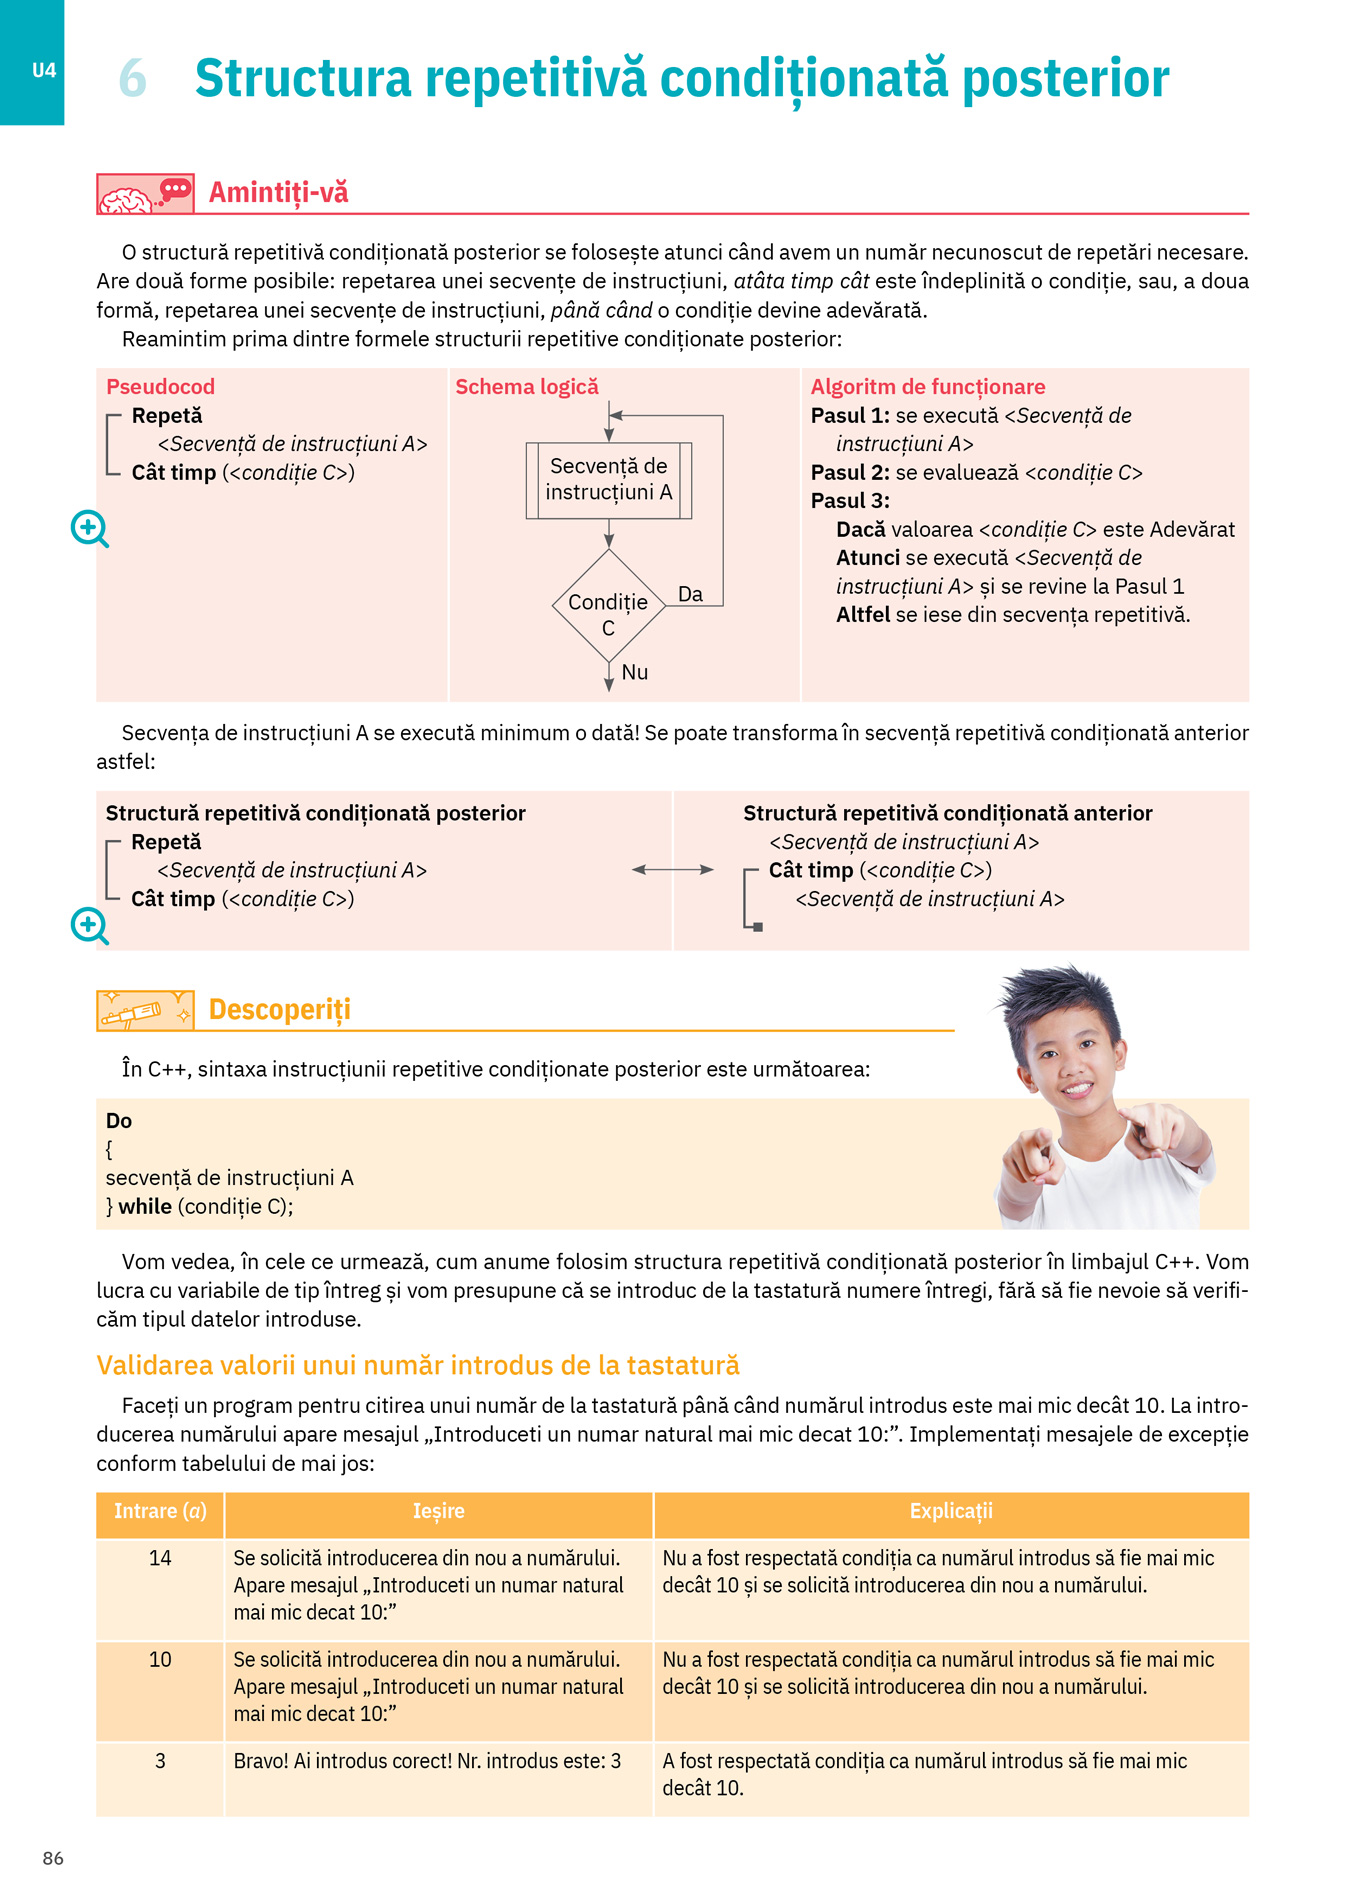 U4
6 Structura repetitivă condiționată posterior
Amintiți-vă
O structură repetitivă condiționată posterior se folosește atunci când avem un număr necunoscut de repetări necesare.
Are două forme posibile: repetarea unei secvențe de instrucțiuni, atâta timp cât este îndeplinită o condiție, sau, a doua
formă, repetarea unei secvențe de instrucțiuni, până când o condiție devine adevărată.
Reamintim prima dintre formele structurii repetitive condiționate posterior:
Pseudocod
Repetă
<Secvență de instrucțiuni A>
Cât timp (<condiție C>)
Schema logică
Secvență de
instrucțiuni A
Condiție
C
Da
Nu
Algoritm de funcționare
Pasul 1: se execută <Secvență de
instrucțiuni A>
Pasul 2: se evaluează <condiție C>
Pasul 3:
Dacă valoarea <condiție C> este Adevărat
Atunci se execută <Secvență de
instrucțiuni A> și se revine la Pasul 1
Altfel se iese din secvența repetitivă.
Secvența de instrucțiuni A se execută minimum o dată! Se poate transforma în secvență repetitivă condiționată anterior
astfel:
Structură repetitivă condiționată posterior
Repetă
<Secvență de instrucțiuni A>
Cât timp (<condiție C>)
Structură repetitivă condiționată anterior
<Secvență de instrucțiuni A>
Cât timp (<condiție C>)
<Secvență de instrucțiuni A>
Descoperiți
În C++, sintaxa instrucțiunii repetitive condiționate posterior este următoarea:
Do
{
secvență de instrucțiuni A
} while (condiție C);
Vom vedea, în cele ce urmează, cum anume folosim structura repetitivă condiționată posterior în limbajul C++. Vom
lucra cu variabile de tip întreg și vom presupune că se introduc de la tastatură numere întregi, fără să fie nevoie să verifi-
căm tipul datelor introduse.
Validarea valorii unui număr introdus de la tastatură
Faceți un program pentru citirea unui număr de la tastatură până când numărul introdus este mai mic decât 10. La intro-
ducerea numărului apare mesajul „Introduceti un numar natural mai mic decat 10:”. Implementați mesajele de excepție
conform tabelului de mai jos:
Intrare (a) Ieșire Explicații
14
Se solicită introducerea din nou a numărului.
Apare mesajul „Introduceti un numar natural
mai mic decat 10:”
Nu a fost respectată condiția ca numărul introdus să fie mai mic
decât 10 și se solicită introducerea din nou a numărului.
10
Se solicită introducerea din nou a numărului.
Apare mesajul „Introduceti un numar natural
mai mic decat 10:”
Nu a fost respectată condiția ca numărul introdus să fie mai mic
decât 10 și se solicită introducerea din nou a numărului.
3
Bravo! Ai introdus corect! Nr. introdus este: 3
A fost respectată condiția ca numărul introdus să fie mai mic
decât 10.
86